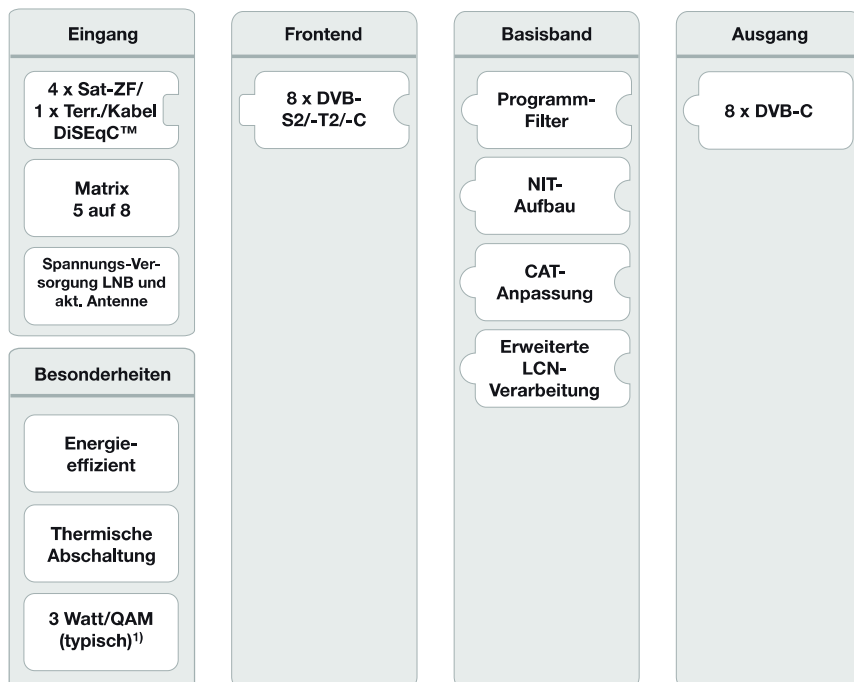 Eingang
4 x Sat-ZF/
1 x Terr./Kabel
DiSEqC™
Matrix
5 auf 8
Spannungs-Ver-
sorgung LNB und
akt. Antenne
Besonderheiten
Energie-
effizient
Thermische
Abschaltung
3 Watt/QAM
(typisch)¹⁾
Frontend
8 x DVB-
S2/-T2/-C
Basisband
Programm-
Filter
NIT-
Aufbau
CAT-
Anpassung
Erweiterte
LCN-
Verarbeitung
Ausgang
8 x DVB-C